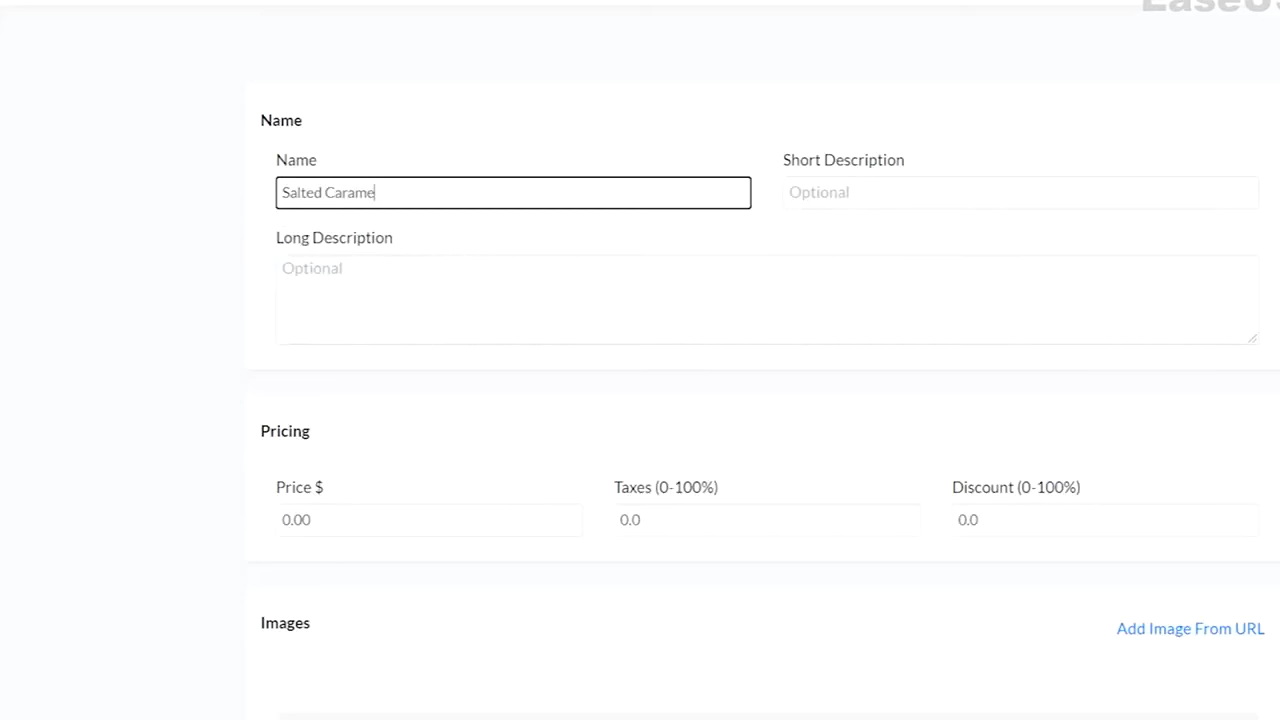 Name
Name
Short Description
Salted Carame
Optional
Long Description
Optional
Pricing
Price $
Taxes (0-100%)
Discount (0-100%)
0.00
0.0
0.0
Images
Add Image From URL